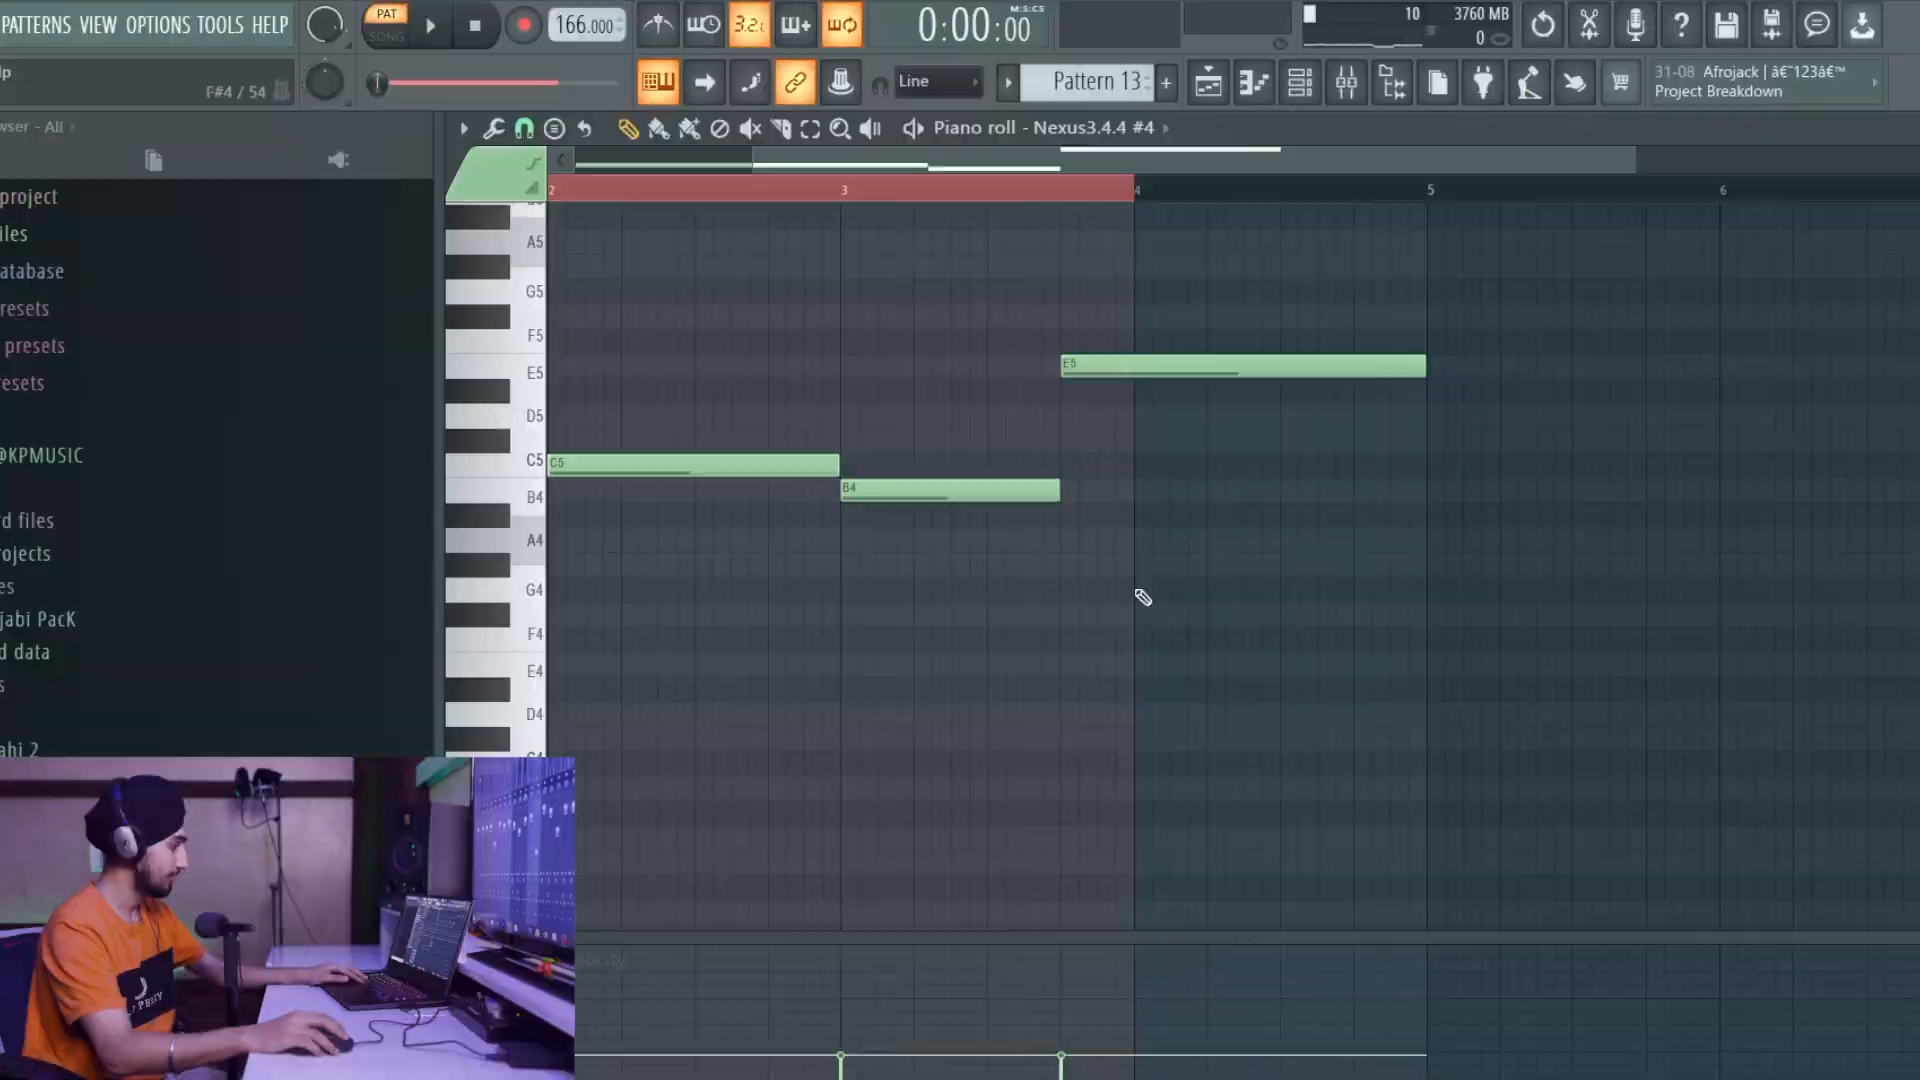 PATTERNS VIEW OPTIONS TOOLS HELP
PAT
SONG
166.000
3.2.
0:00:00
M:S:CS
10
3760 MB
0
F#4 / 54
Line
Pattern 13
31-08 Afrojack | â€˜123â€™
Project Breakdown
wser - All
Piano roll - Nexus3.4.4 #4
project
iles
atabase
resets
presets
resets
@KPMUSIC
d files
ojects
es
jabi PacK
d data
s
ahi 2
2
3
4
5
6
A5
G5
F5
E5
D5
C5
B4
A4
G4
F4
E4
D4
E5
C5
B4